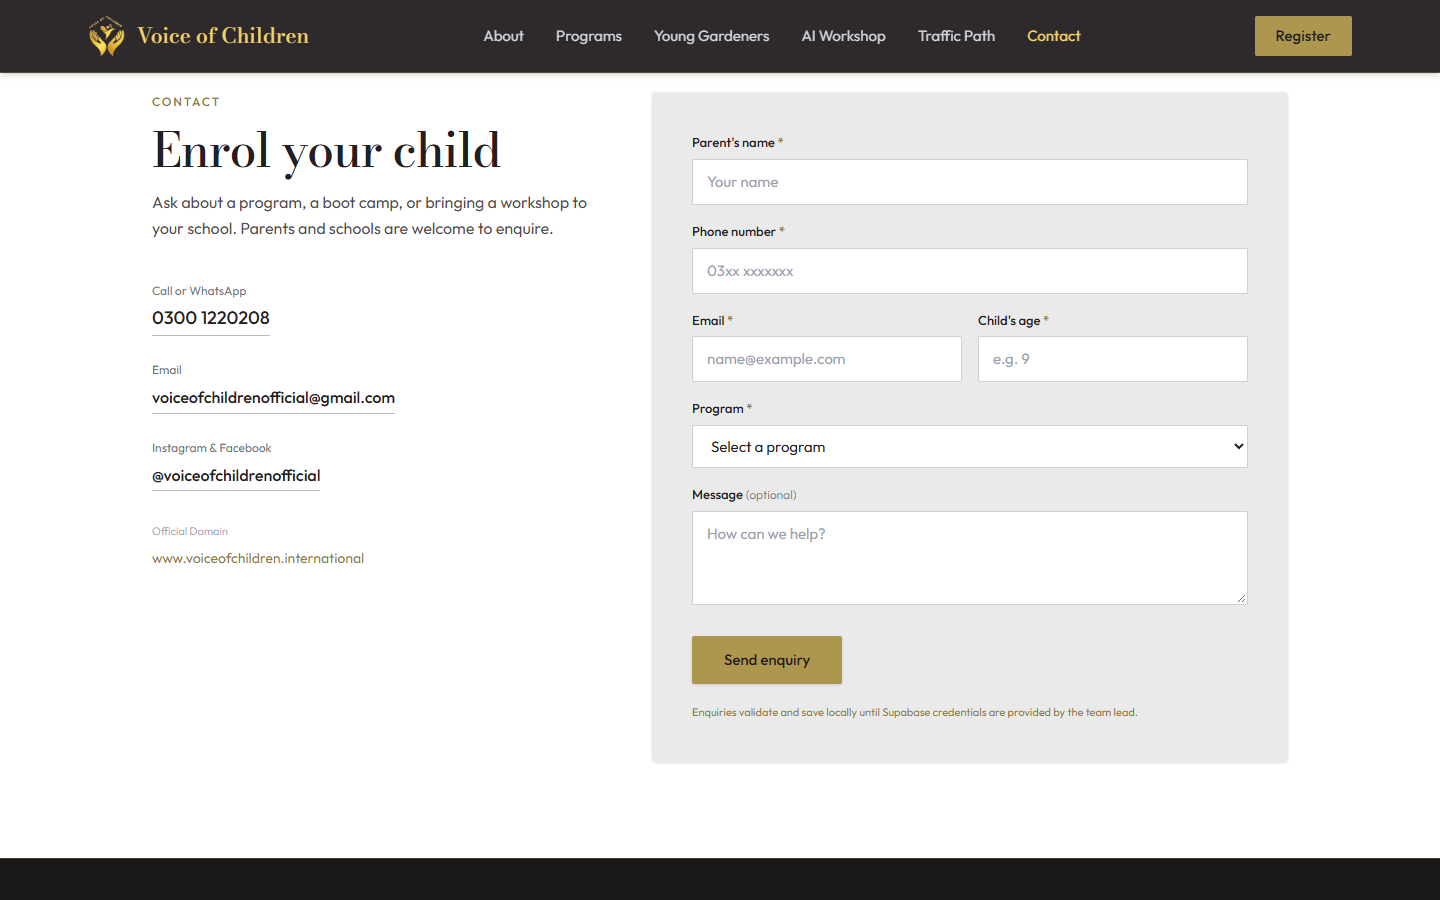 VOICE OF CHILDREN
Voice of Children
About
Programs
Young Gardeners
AI Workshop
Traffic Path
Contact
Register
CONTACT
Enrol your child
Ask about a program, a boot camp, or bringing a workshop to
your school. Parents and schools are welcome to enquire.
Call or WhatsApp
0300 1220208
Email
voiceofchildrenofficial@gmail.com
Instagram & Facebook
@voiceofchildrenofficial
Official Domain
www.voiceofchildren.international
Parent's name *
Your name
Phone number *
03xx xxxxxxx
Email *
name@example.com
Child's age *
e.g. 9
Program *
Select a program
Message (optional)
How can we help?
Send enquiry
Enquiries validate and save locally until Supabase credentials are provided by the team lead.